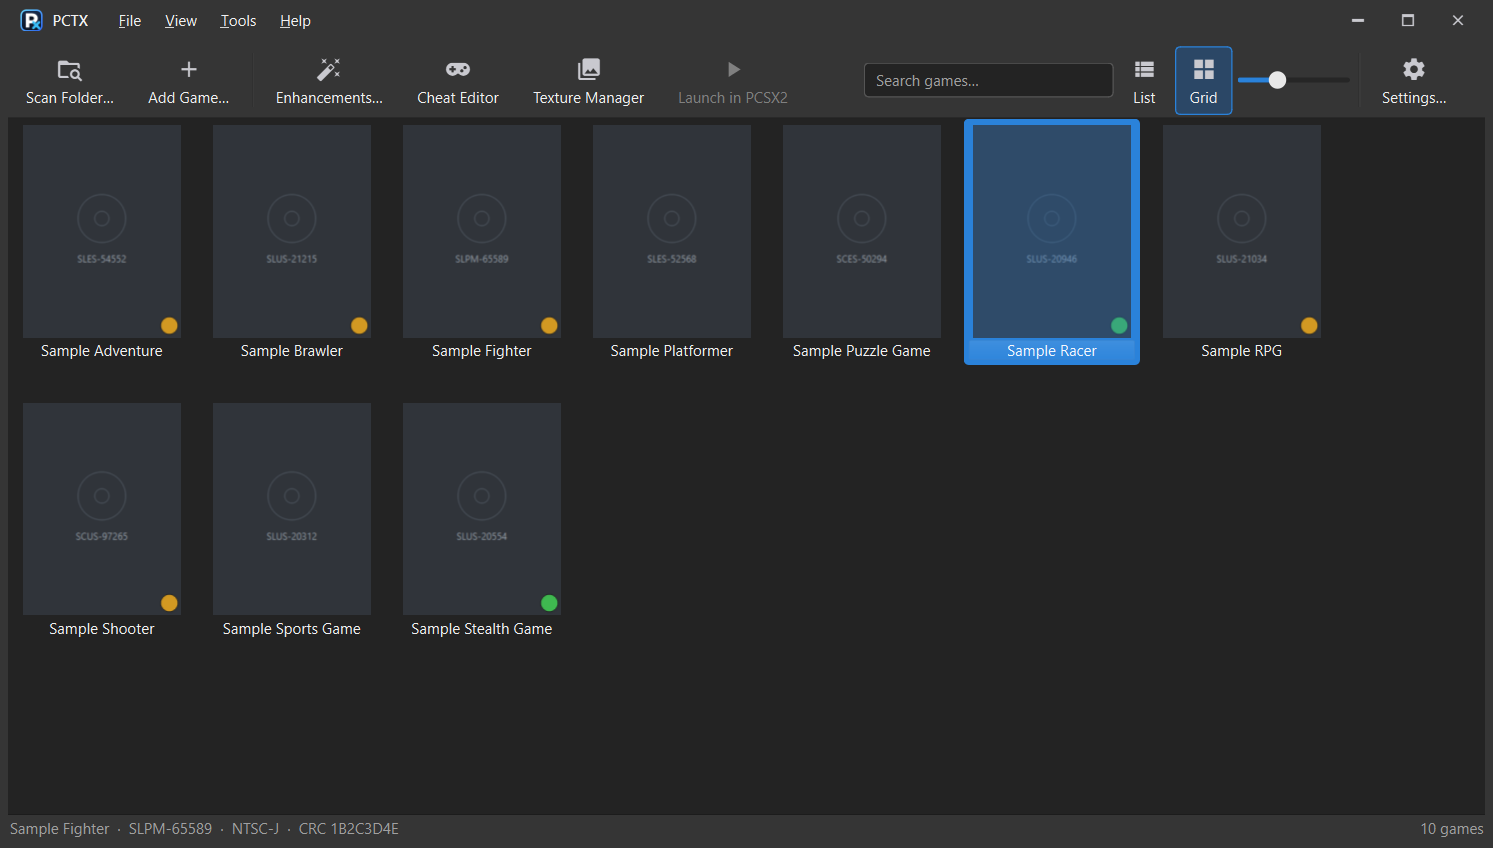 PCTX File View Tools Help
Scan Folder... Add Game... Enhancements... Cheat Editor Texture Manager Launch in PCSX2 Search games... List Grid Settings...
SLES-54552 SLUS-21215 SLPM-65589 SLES-52568 SCES-50294 SLUS-20946 SLUS-21034
Sample Adventure Sample Brawler Sample Fighter Sample Platformer Sample Puzzle Game Sample Racer Sample RPG
SCUS-97265 SLUS-20312 SLUS-20554
Sample Shooter Sample Sports Game Sample Stealth Game
Sample Fighter · SLPM-65589 · NTSC-J · CRC 1B2C3D4E 10 games